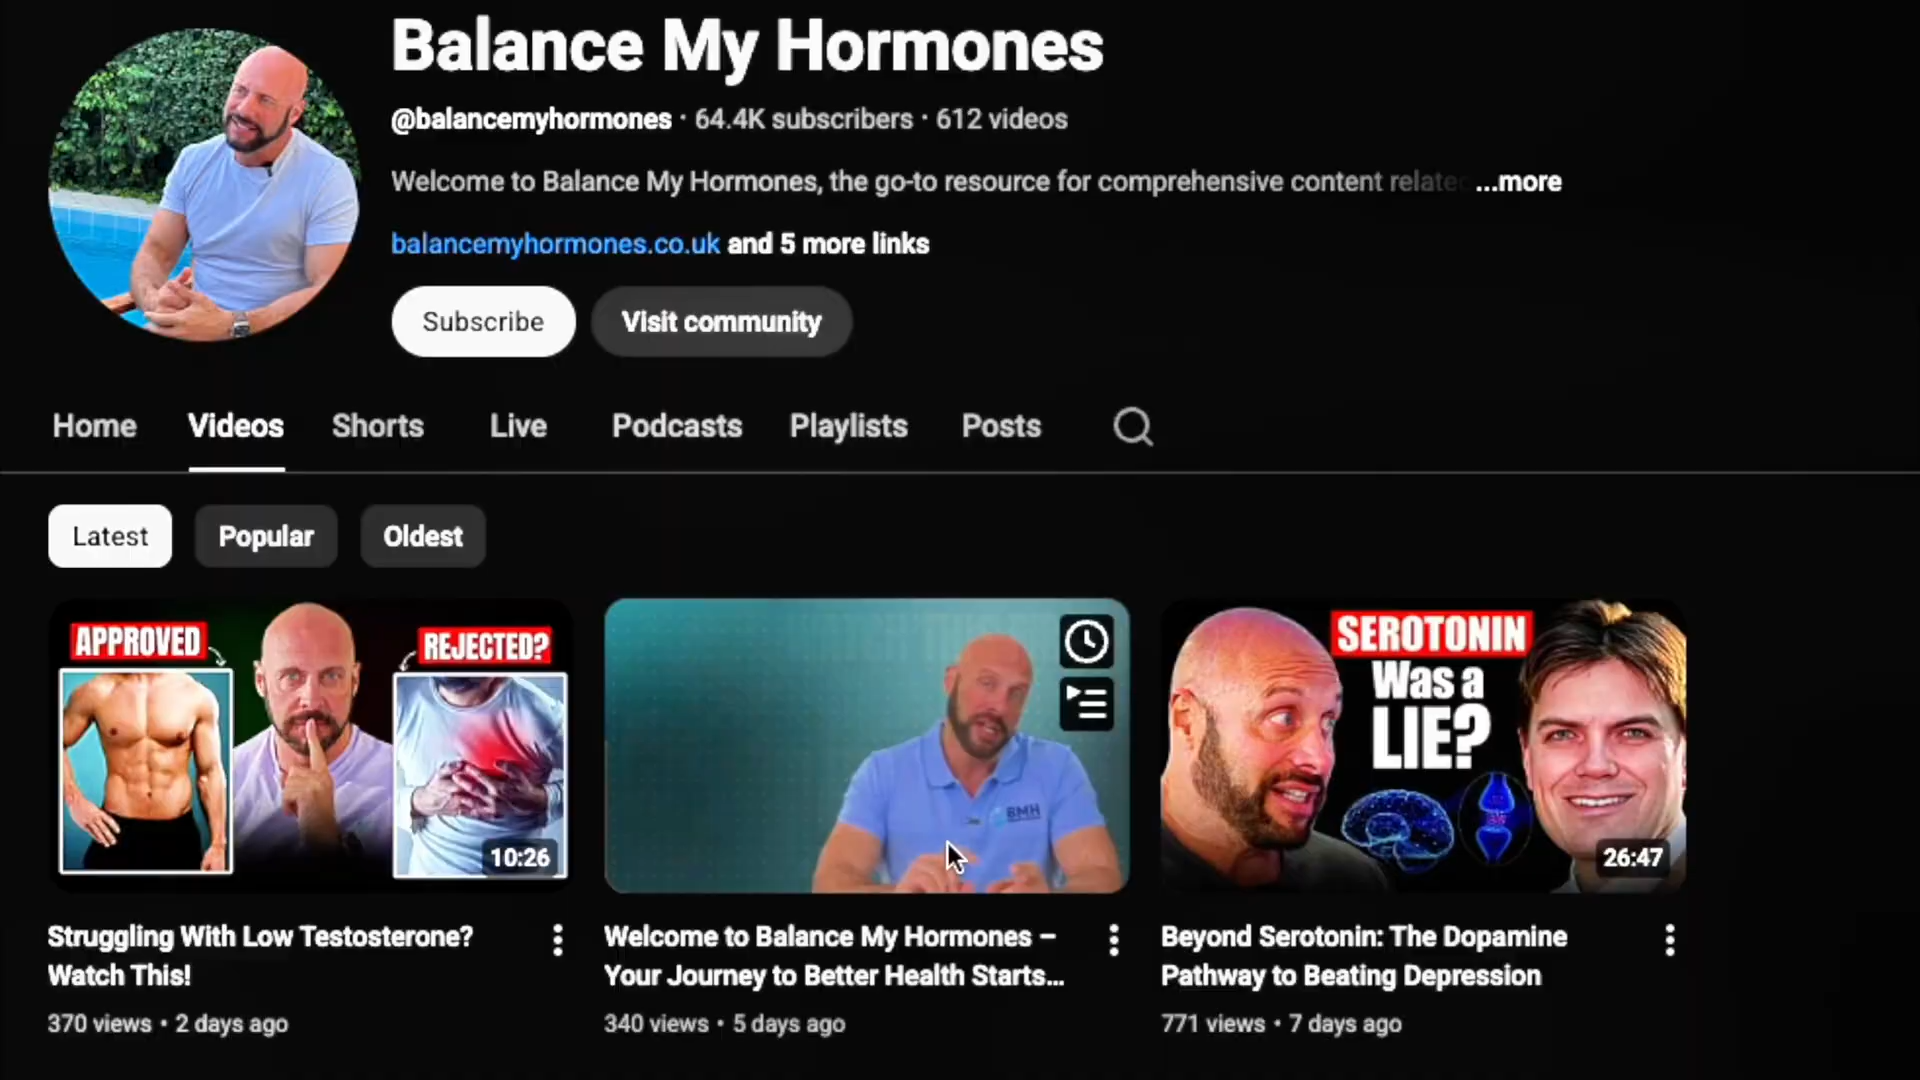 Balance My Hormones
@balancemyhormones · 64.4K subscribers · 612 videos
Welcome to Balance My Hormones, the go-to resource for comprehensive content relate ...more
balancemyhormones.co.uk and 5 more links
Subscribe
Visit community
Home
Videos
Shorts
Live
Podcasts
Playlists
Posts
Latest
Popular
Oldest
APPROVED
REJECTED?
10:26
BMH
SEROTONIN
Was a
LIE?
26:47
Struggling With Low Testosterone?
Watch This!
370 views • 2 days ago
Welcome to Balance My Hormones –
Your Journey to Better Health Starts...
340 views • 5 days ago
Beyond Serotonin: The Dopamine
Pathway to Beating Depression
771 views • 7 days ago